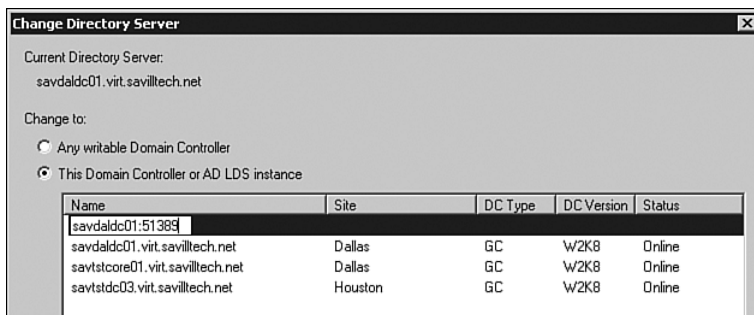 Change Directory Server
Current Directory Server:
savdaldc01.virt.savilltech.net
Change to:
Any writable Domain Controller
This Domain Controller or AD LDS instance
Name Site DC Type DC Version Status
savdaldc01:51389
savdaldc01.virt.savilltech.net Dallas GC W2K8 Online
savtstcore01.virt.savilltech.net Dallas GC W2K8 Online
savtstdc03.virt.savilltech.net Houston GC W2K8 Online